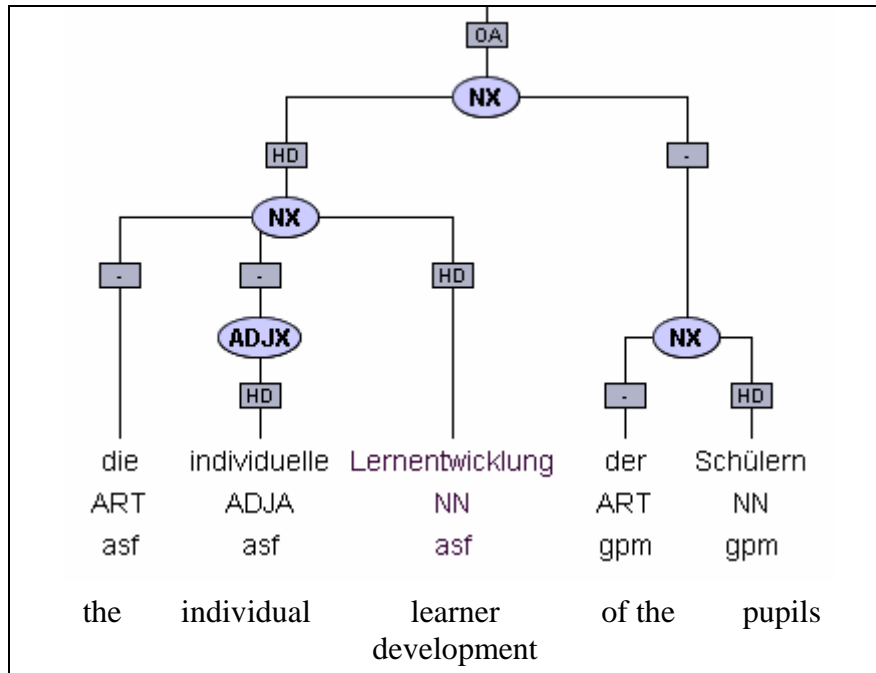 OA
NX
HD -
NX
- - HD
ADJX NX
HD - HD
die individuelle Lernentwicklung der Schülern
ART ADJA NN ART NN
asf asf asf gpm gpm
the individual learner of the pupils
development